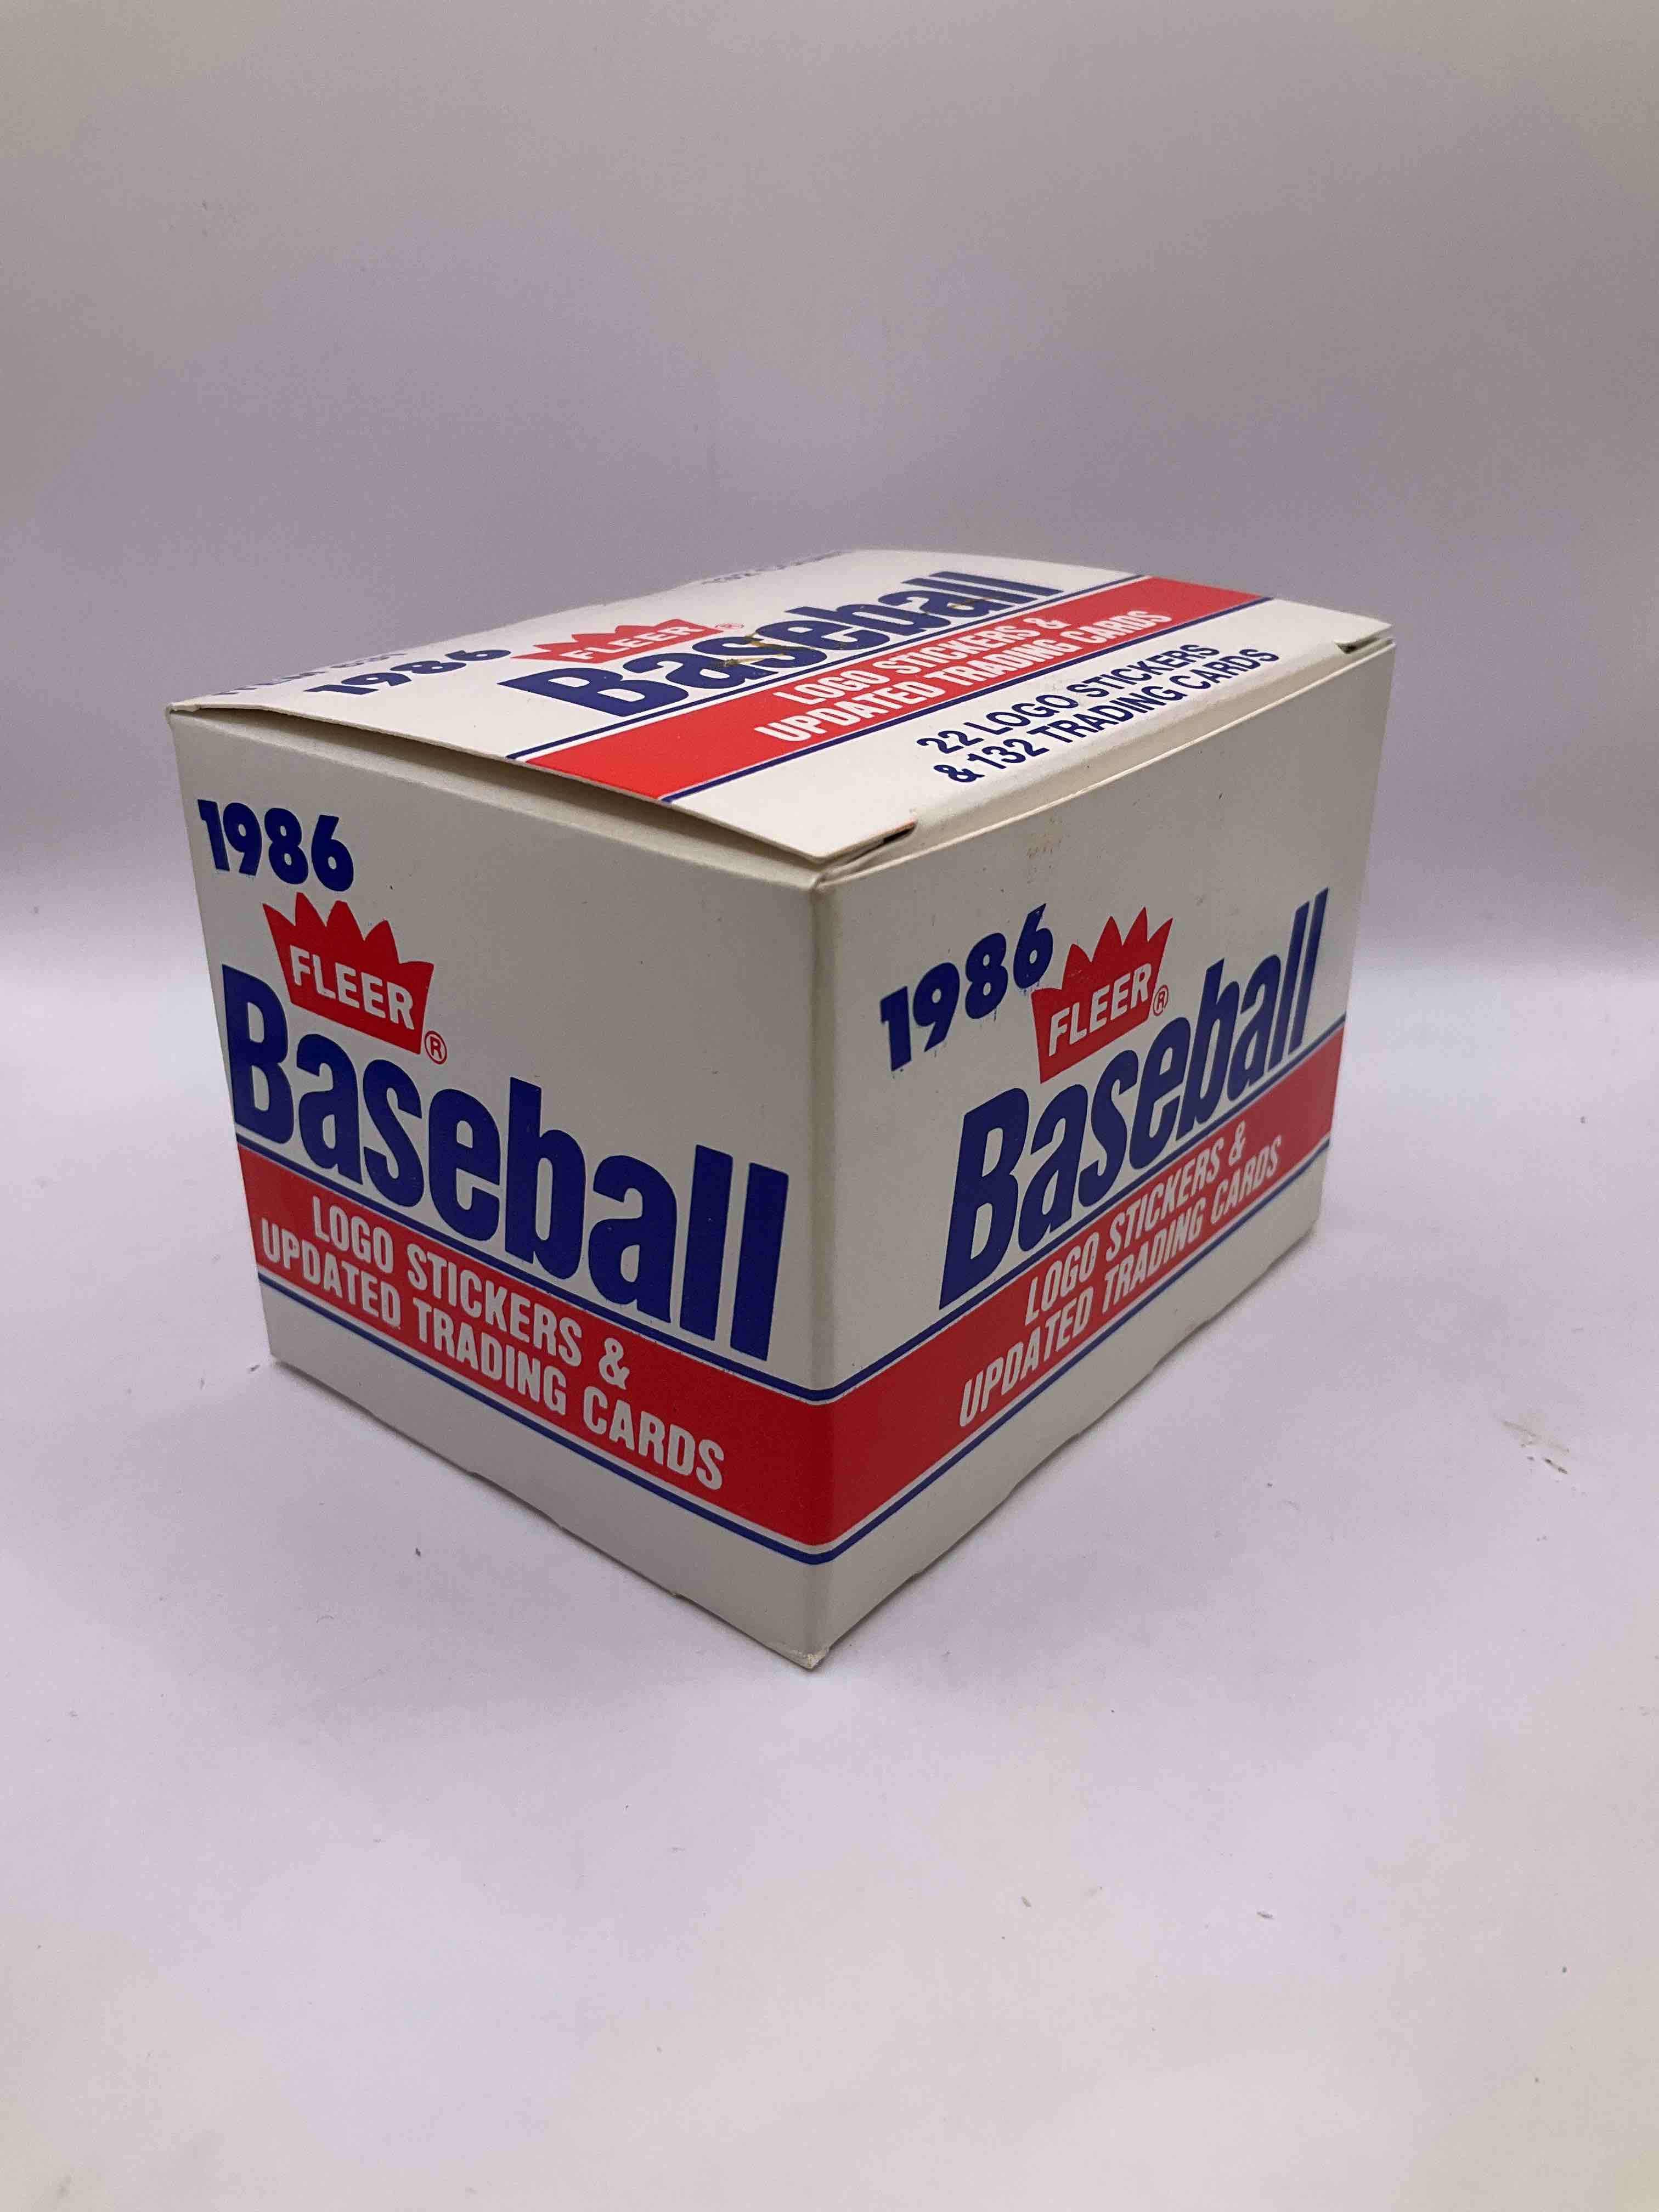 1986
FLEER ®
Baseball
LOGO STICKERS &
UPDATED TRADING CARDS
22 LOGO STICKERS
& 132 TRADING CARDS
1986
FLEER ®
Baseball
LOGO STICKERS &
UPDATED TRADING CARDS
1986
FLEER ®
Baseball
LOGO STICKERS &
UPDATED TRADING CARDS